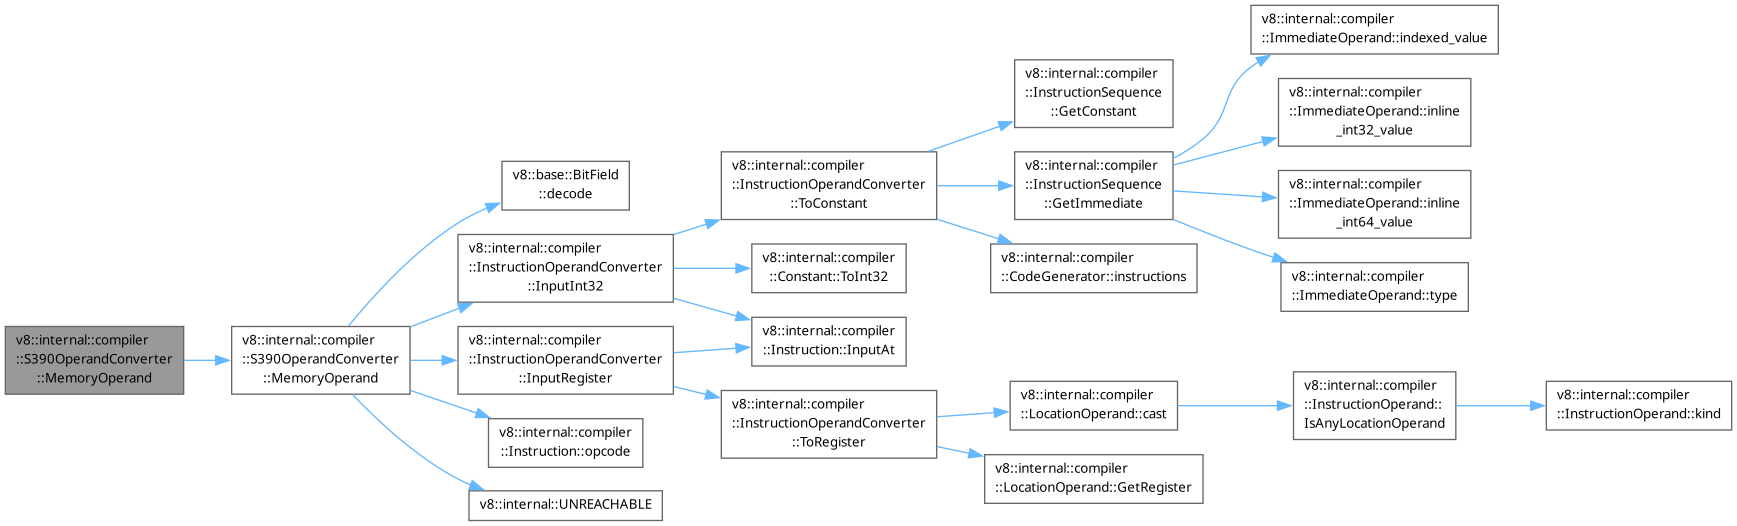 v8::internal::compiler
::S390OperandConverter
::MemoryOperand
v8::internal::compiler
::S390OperandConverter
::MemoryOperand
v8::base::BitField
::decode
v8::internal::compiler
::InstructionOperandConverter
::InputInt32
v8::internal::compiler
::InstructionOperandConverter
::InputRegister
v8::internal::compiler
::Instruction::opcode
v8::internal::UNREACHABLE
v8::internal::compiler
::InstructionOperandConverter
::ToConstant
v8::internal::compiler
::Constant::ToInt32
v8::internal::compiler
::Instruction::InputAt
v8::internal::compiler
::InstructionOperandConverter
::ToRegister
v8::internal::compiler
::InstructionSequence
::GetConstant
v8::internal::compiler
::InstructionSequence
::GetImmediate
v8::internal::compiler
::CodeGenerator::instructions
v8::internal::compiler
::LocationOperand::cast
v8::internal::compiler
::LocationOperand::GetRegister
v8::internal::compiler
::ImmediateOperand::indexed_value
v8::internal::compiler
::ImmediateOperand::inline
_int32_value
v8::internal::compiler
::ImmediateOperand::inline
_int64_value
v8::internal::compiler
::ImmediateOperand::type
v8::internal::compiler
::InstructionOperand::
IsAnyLocationOperand
v8::internal::compiler
::InstructionOperand::kind